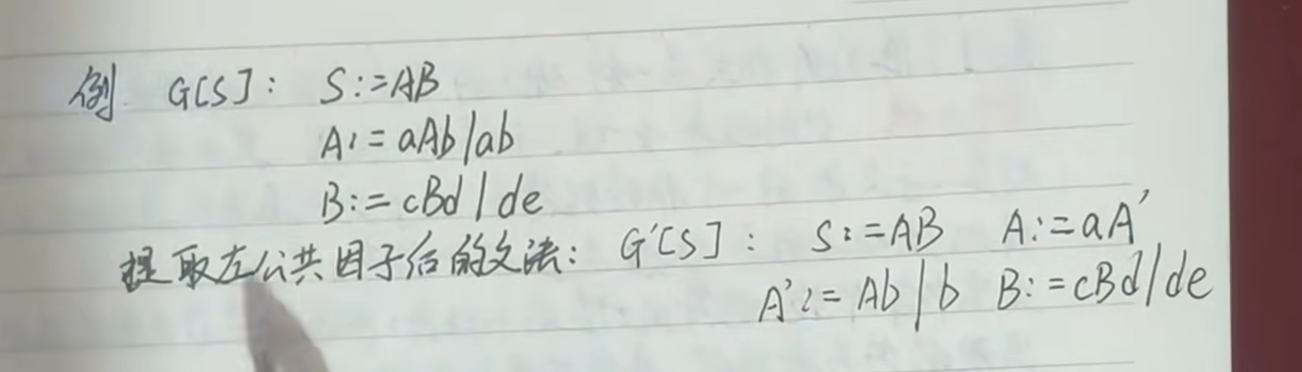 例 G[S]: S:=AB
A:=aAb|ab
B:=cBd|de
提取左公共因子后的文法: G'[S]: S:=AB A:=aA'
A':=Ab|b B:=cBd|de